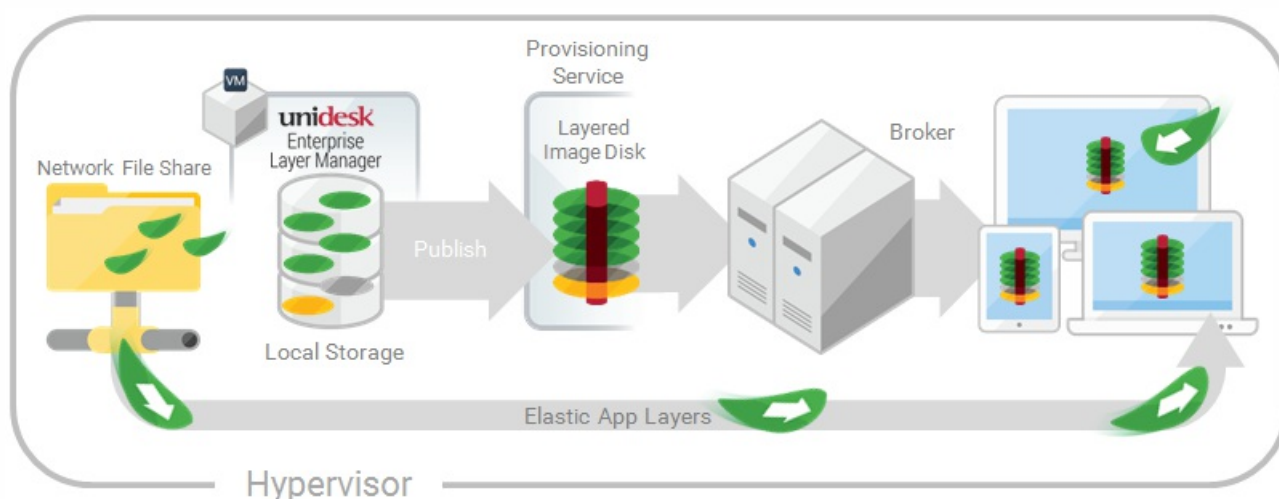 Provisioning
Service
VM
unidesk
Enterprise
Layer Manager
Layered
Image Disk
Broker
Network File Share
Publish
Local Storage
Elastic App Layers
Hypervisor